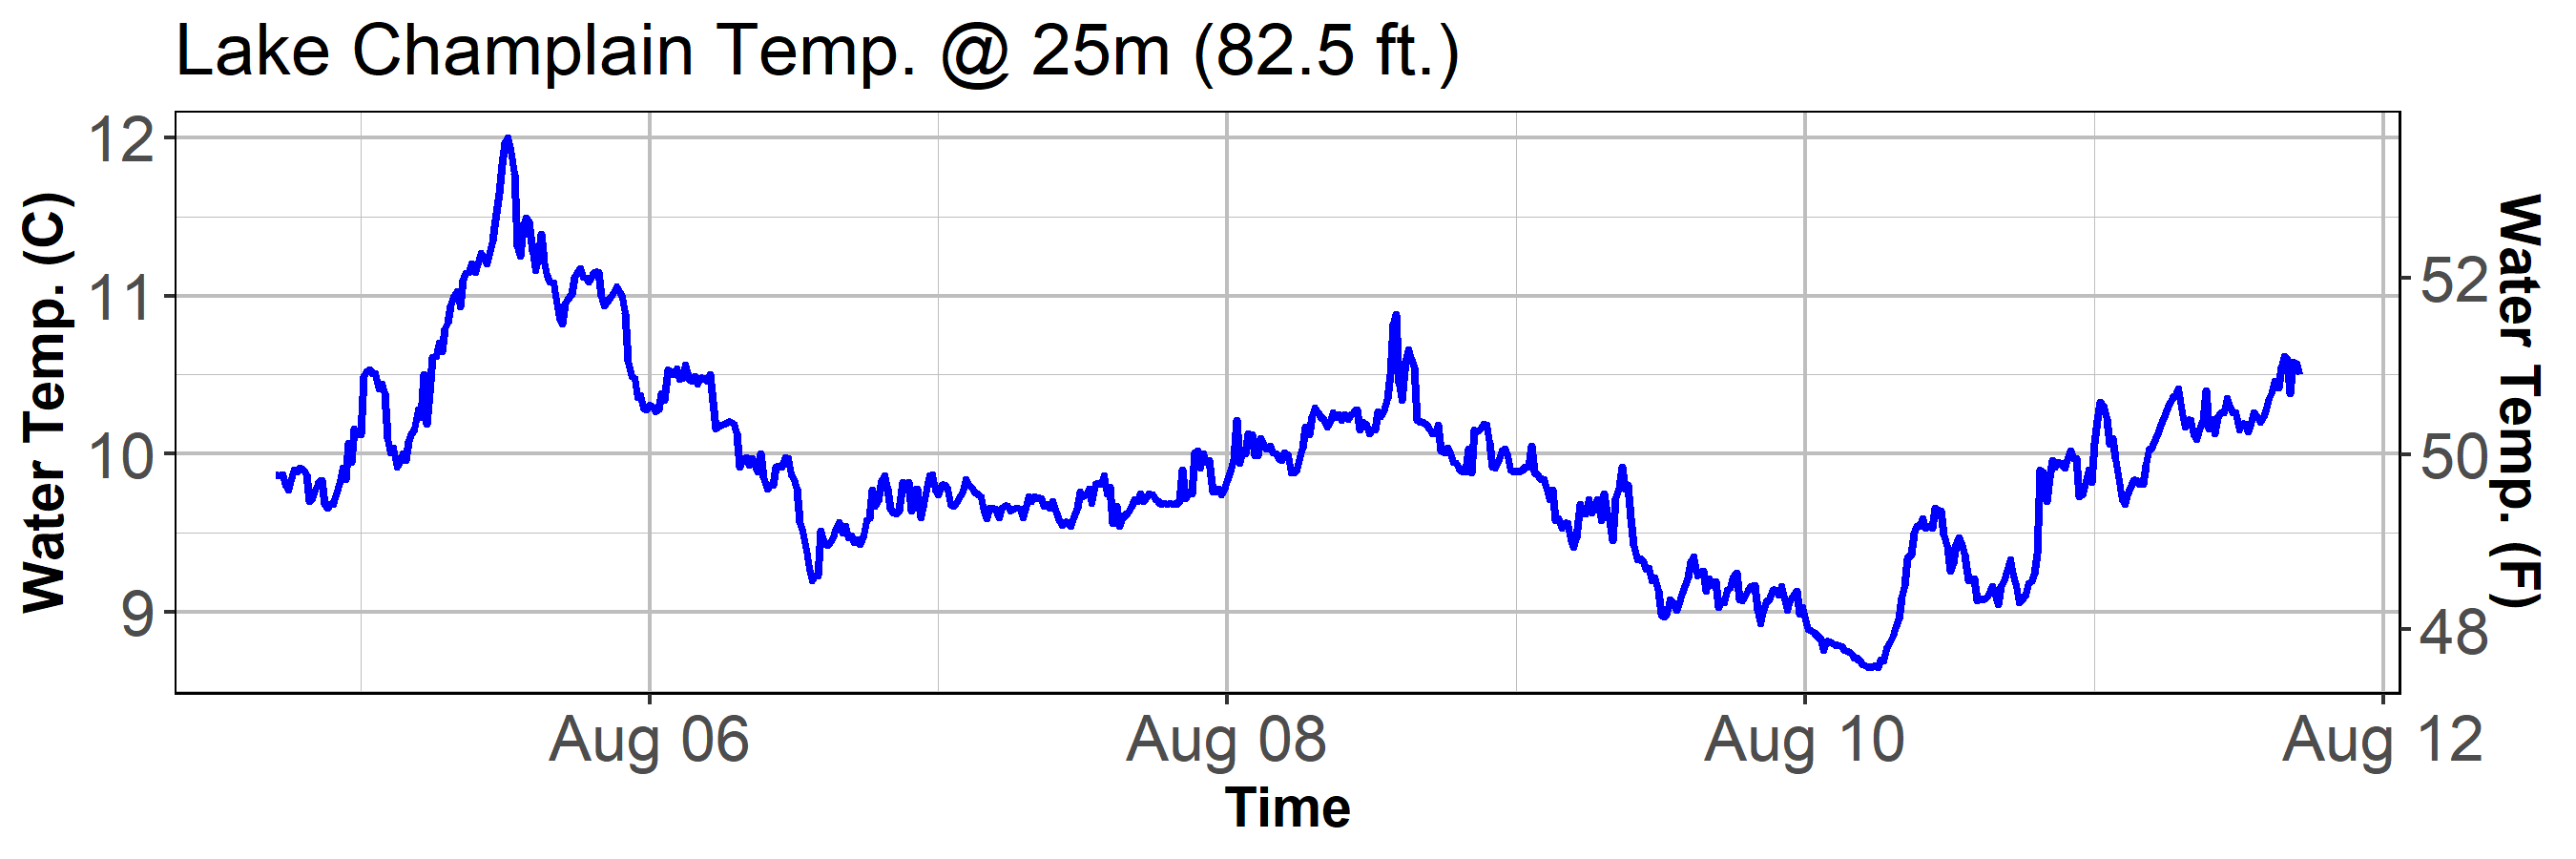 Lake Champlain Temp. @ 25m (82.5 ft.)
Water Temp. (C)
12
11
10
9
52
50
48
Water Temp. (F)
Aug 06
Aug 08
Aug 10
Aug 12
Time